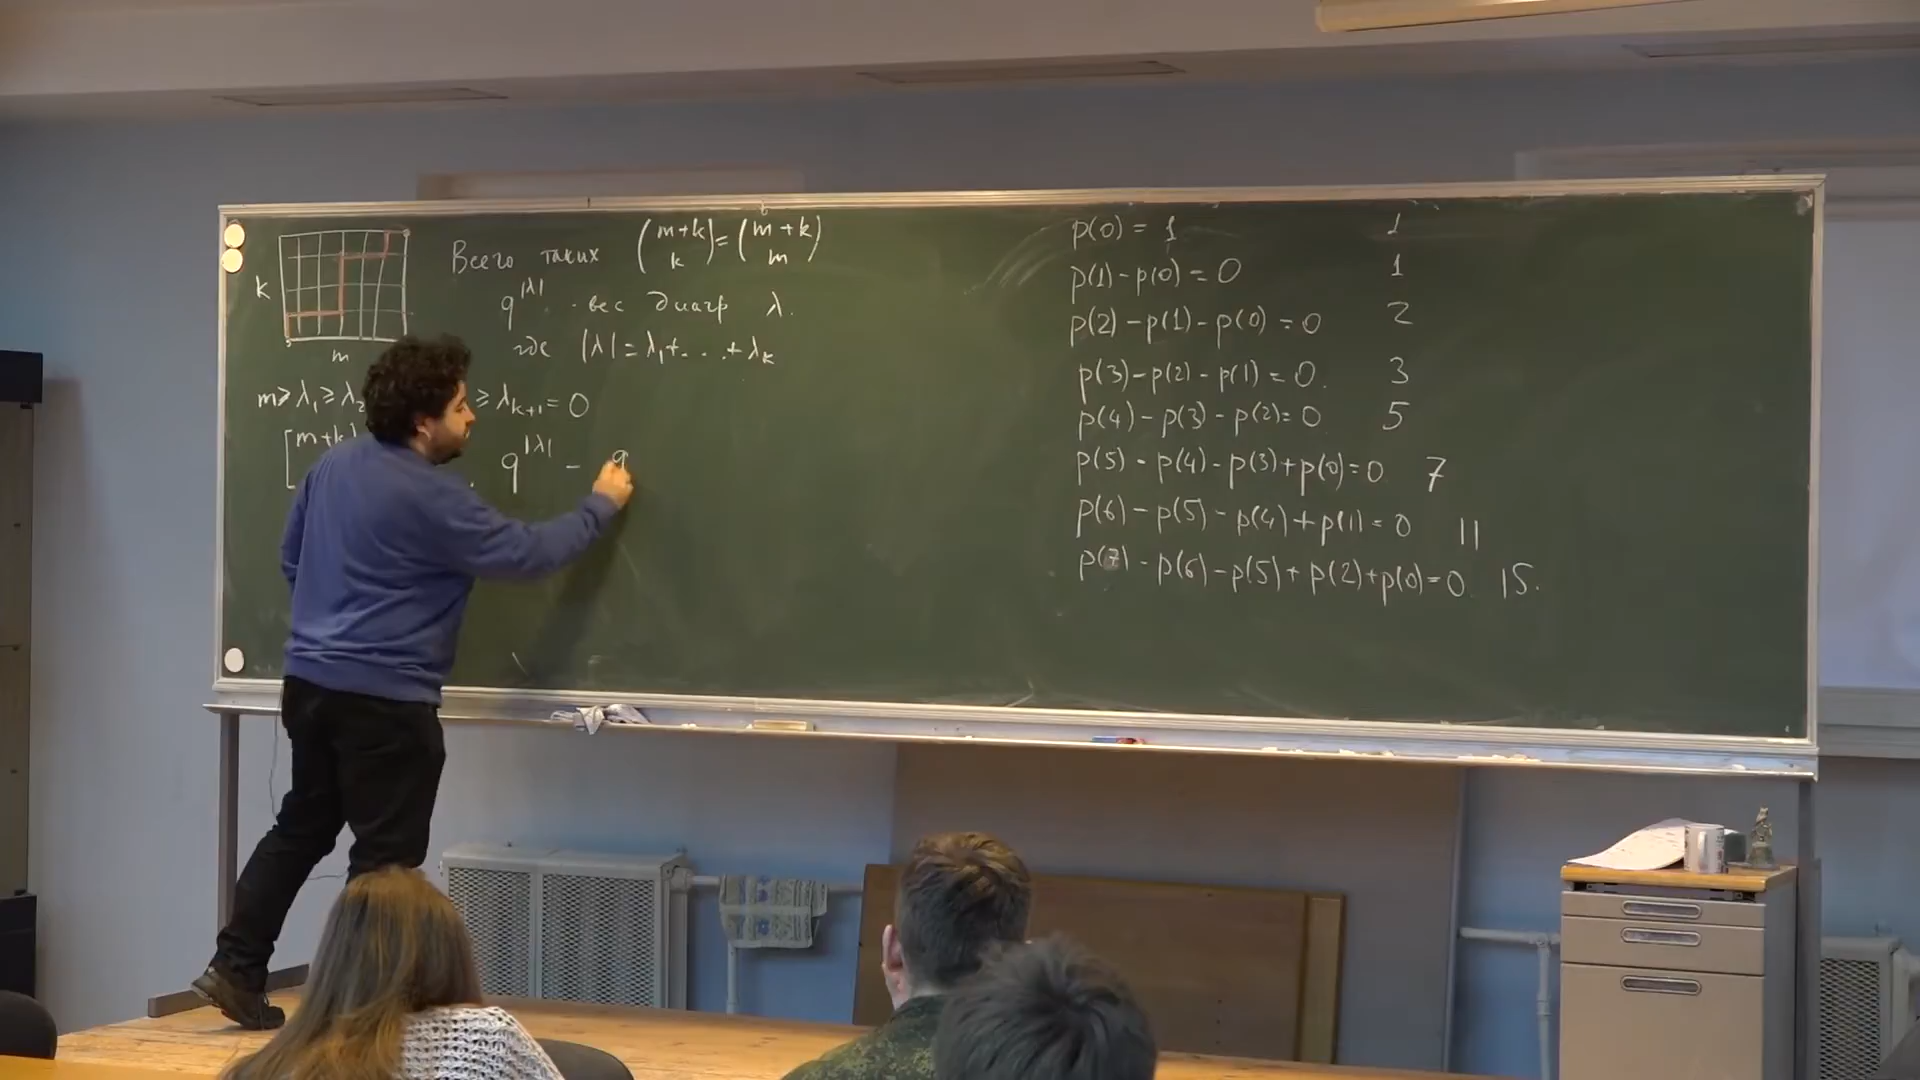 k
m
Всего таких (m+k k) = (m+k m)
q^|λ| - вес диагр λ.
где |λ| = λ₁+...+λₖ
m ≥ λ₁ ≥ λ₂ ≥ λₖ₊₁ = 0
[m+k q^|λ| - q
p(0) = 1 1
p(1) - p(0) = 0 1
p(2) - p(1) - p(0) = 0 2
p(3) - p(2) - p(1) = 0. 3
p(4) - p(3) - p(2) = 0 5
p(5) - p(4) - p(3) + p(0) = 0 7
p(6) - p(5) - p(4) + p(1) = 0 11
p(7) - p(6) - p(5) + p(2) + p(0) = 0. 15.